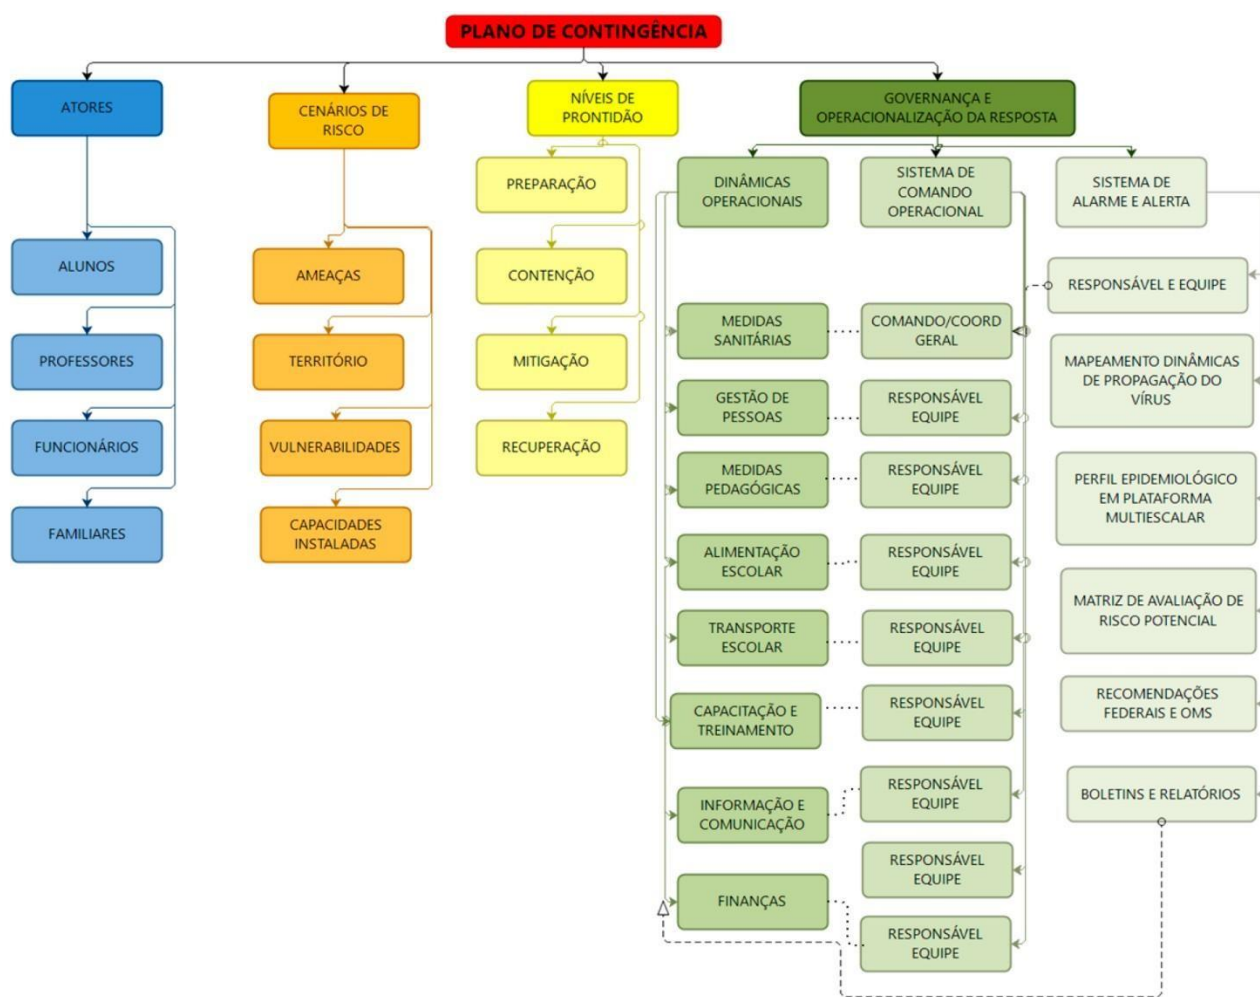 PLANO DE CONTINGÊNCIA
ATORES
ALUNOS
PROFESSORES
FUNCIONÁRIOS
FAMILIARES
CENÁRIOS DE
RISCO
AMEAÇAS
TERRITÓRIO
VULNERABILIDADES
CAPACIDADES
INSTALADAS
NÍVEIS DE
PRONTIDÃO
PREPARAÇÃO
CONTENÇÃO
MITIGAÇÃO
RECUPERAÇÃO
GOVERNANÇA E
OPERACIONALIZAÇÃO DA RESPOSTA
DINÂMICAS
OPERACIONAIS
MEDIDAS
SANITÁRIAS
GESTÃO DE
PESSOAS
MEDIDAS
PEDAGÓGICAS
ALIMENTAÇÃO
ESCOLAR
TRANSPORTE
ESCOLAR
CAPACITAÇÃO E
TREINAMENTO
INFORMAÇÃO E
COMUNICAÇÃO
FINANÇAS
SISTEMA DE
COMANDO
OPERACIONAL
COMANDO/COORD
GERAL
RESPONSÁVEL
EQUIPE
RESPONSÁVEL
EQUIPE
RESPONSÁVEL
EQUIPE
RESPONSÁVEL
EQUIPE
RESPONSÁVEL
EQUIPE
RESPONSÁVEL
EQUIPE
RESPONSÁVEL
EQUIPE
RESPONSÁVEL
EQUIPE
SISTEMA DE
ALARME E ALERTA
RESPONSÁVEL E EQUIPE
MAPEAMENTO DINÂMICAS
DE PROPAGAÇÃO DO
VÍRUS
PERFIL EPIDEMIOLÓGICO
EM PLATAFORMA
MULTIESCALAR
MATRIZ DE AVALIAÇÃO DE
RISCO POTENCIAL
RECOMENDAÇÕES
FEDERAIS E OMS
BOLETINS E RELATÓRIOS